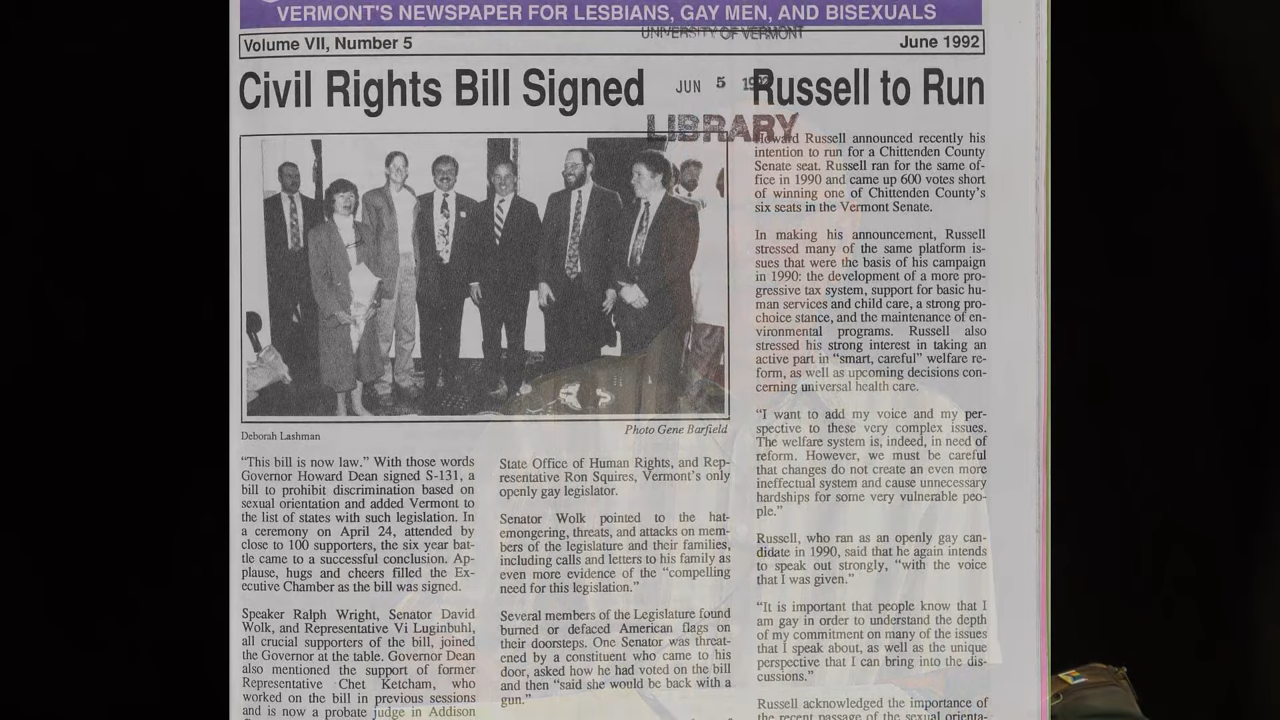 VERMONT'S NEWSPAPER FOR LESBIANS, GAY MEN, AND BISEXUALS
UNIVERSITY OF VERMONT
Volume VII, Number 5
June 1992
Civil Rights Bill Signed
JUN 5
LIBRARY
Photo Gene Barfield
Deborah Lashman
“This bill is now law.” With those words
Governor Howard Dean signed S-131, a
bill to prohibit discrimination based on
sexual orientation and added Vermont to
the list of states with such legislation. In
a ceremony on April 24, attended by
close to 100 supporters, the six year bat-
tle came to a successful conclusion. Ap-
plause, hugs and cheers filled the Ex-
ecutive Chamber as the bill was signed.
Speaker Ralph Wright, Senator David
Wolk, and Representative Vi Luginbuhl,
all crucial supporters of the bill, joined
the Governor at the table. Governor Dean
also mentioned the support of former
Representative Chet Ketcham, who
worked on the bill in previous sessions
and is now a probate judge in Addison
State Office of Human Rights, and Rep-
resentative Ron Squires, Vermont's only
openly gay legislator.
Senator Wolk pointed to the hat-
emongering, threats, and attacks on mem-
bers of the legislature and their families,
including calls and letters to his family as
even more evidence of the “compelling
need for this legislation.”
Several members of the Legislature found
burned or defaced American flags on
their doorsteps. One Senator was threat-
ened by a constituent who came to his
door, asked how he had voted on the bill
and then “said she would be back with a
gun.”
Russell to Run
Howard Russell announced recently his
intention to run for a Chittenden County
Senate seat. Russell ran for the same of-
fice in 1990 and came up 600 votes short
of winning one of Chittenden County's
six seats in the Vermont Senate.
In making his announcement, Russell
stressed many of the same platform is-
sues that were the basis of his campaign
in 1990: the development of a more pro-
gressive tax system, support for basic hu-
man services and child care, a strong pro-
choice stance, and the maintenance of en-
vironmental programs. Russell also
stressed his strong interest in taking an
active part in “smart, careful” welfare re-
form, as well as upcoming decisions con-
cerning universal health care.
“I want to add my voice and my per-
spective to these very complex issues.
The welfare system is, indeed, in need of
reform. However, we must be careful
that changes do not create an even more
ineffectual system and cause unnecessary
hardships for some very vulnerable peo-
ple.”
Russell, who ran as an openly gay can-
didate in 1990, said that he again intends
to speak out strongly, “with the voice
that I was given.”
“It is important that people know that I
am gay in order to understand the depth
of my commitment on many of the issues
that I speak about, as well as the unique
perspective that I can bring into the dis-
cussions.”
Russell acknowledged the importance of
the recent passage of the sexual orienta-